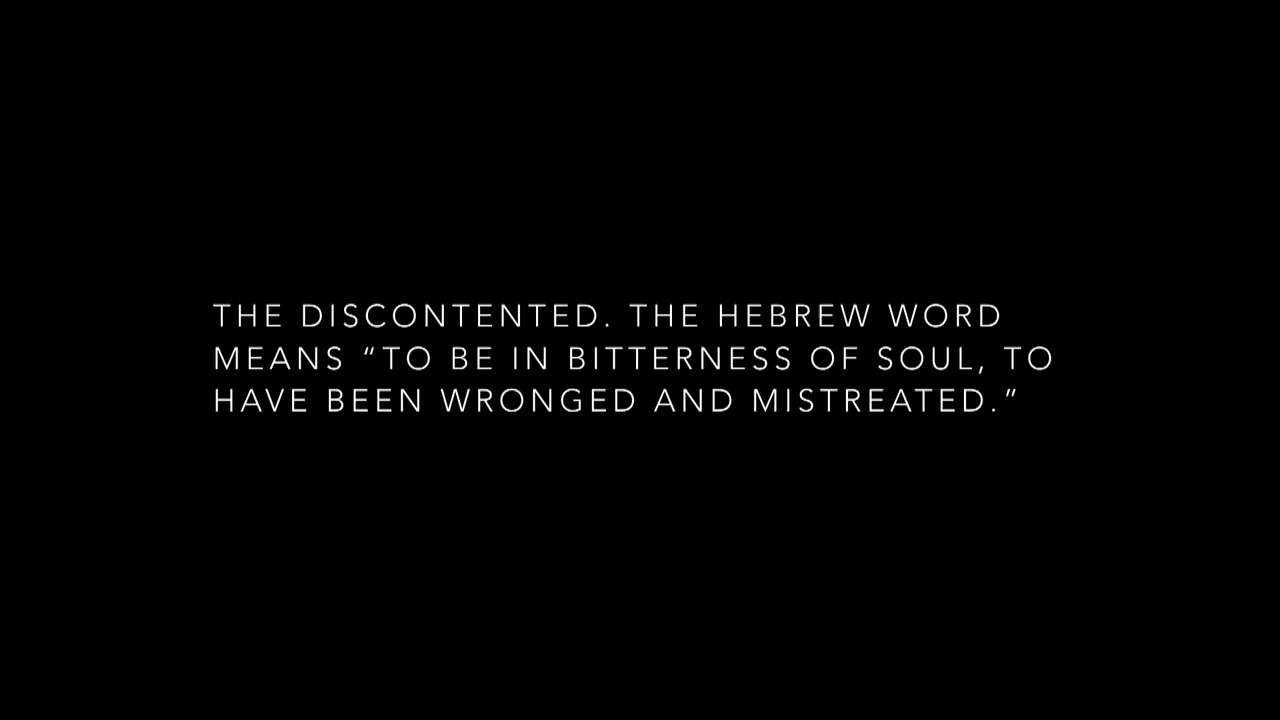 THE DISCONTENTED. THE HEBREW WORD
MEANS “TO BE IN BITTERNESS OF SOUL, TO
HAVE BEEN WRONGED AND MISTREATED.”